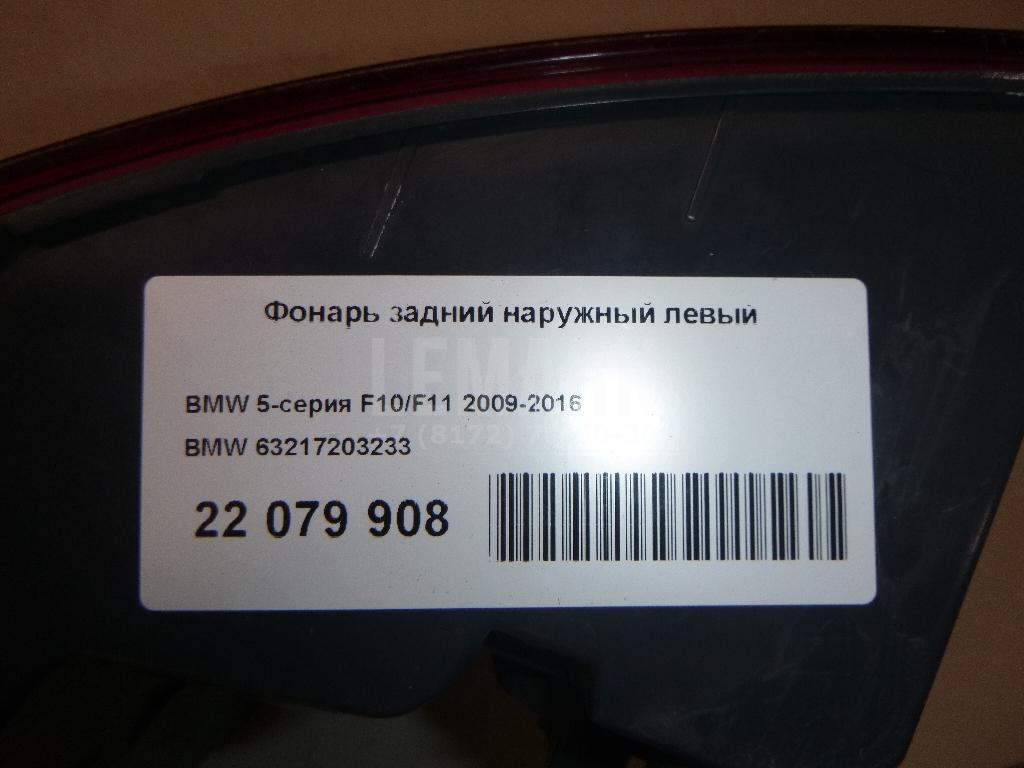 Фонарь задний наружный левый
BMW 5-серия F10/F11 2009-2016
BMW 63217203233
22 079 908